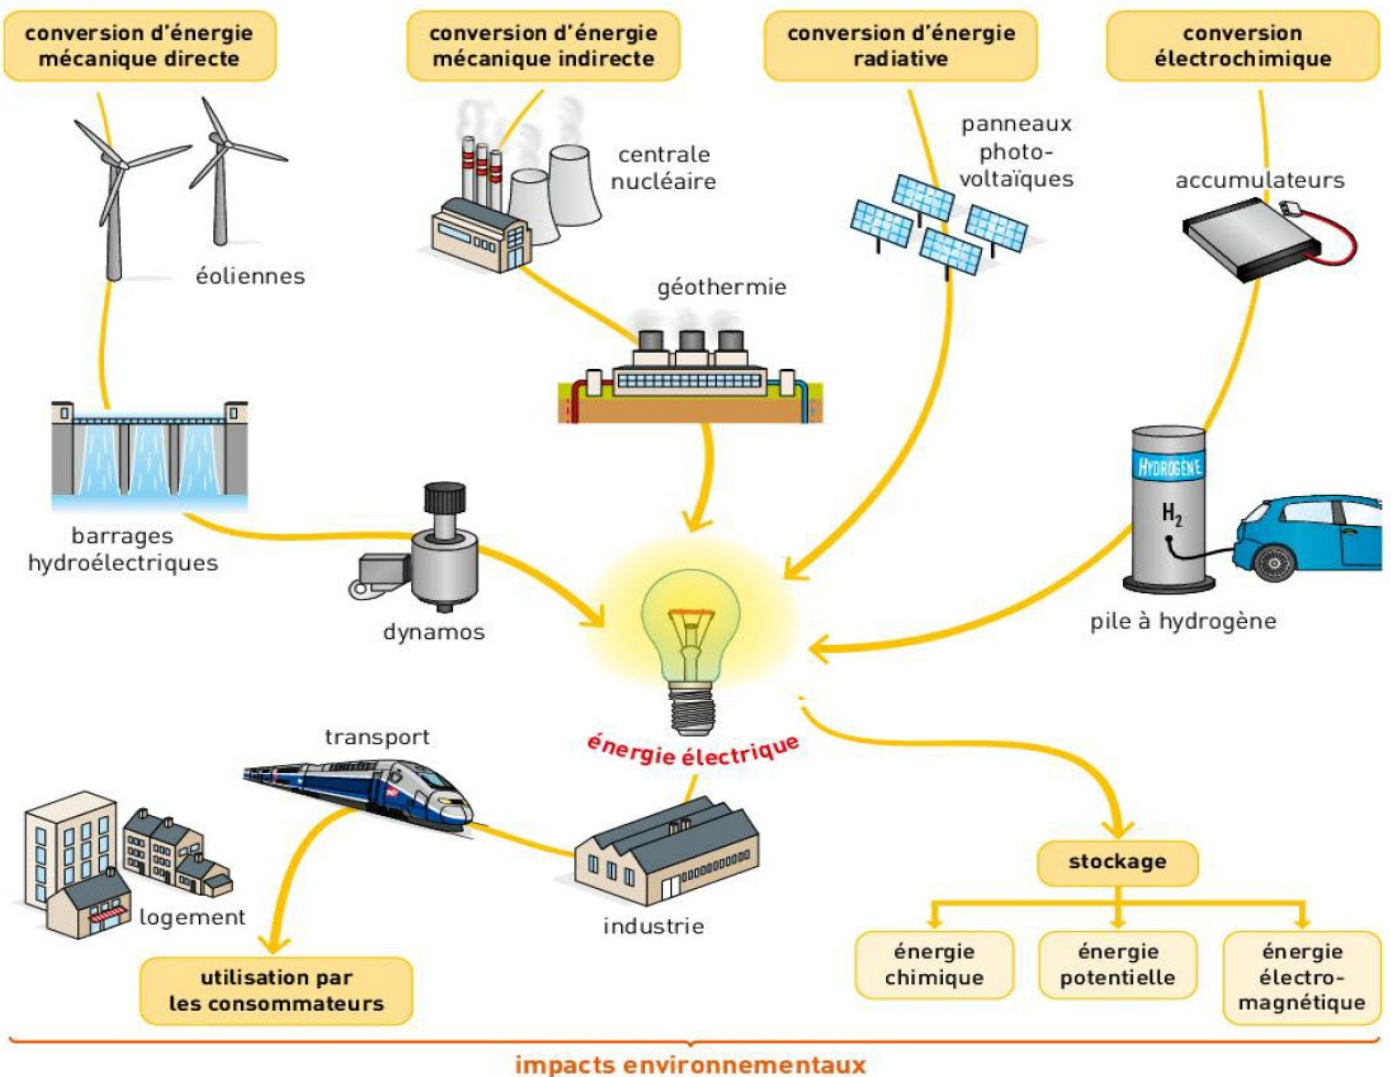 conversion d’énergie
mécanique directe
conversion d’énergie
mécanique indirecte
conversion d’énergie
radiative
conversion
électrochimique
éoliennes
centrale
nucléaire
panneaux
photo-
voltaïques
accumulateurs
géothermie
barrages
hydroélectriques
dynamos
HYDROGÈNE
H₂
pile à hydrogène
énergie électrique
transport
logement
industrie
utilisation par
les consommateurs
stockage
énergie
chimique
énergie
potentielle
énergie
électro-
magnétique
impacts environnementaux